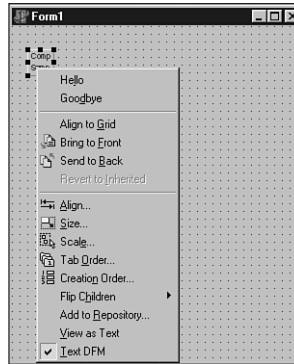 Form1
Comp
Hello
Goodbye
Align to Grid
Bring to Front
Send to Back
Revert to Inherited
Align...
Size...
Scale...
Tab Order...
Creation Order...
Flip Children
Add to Repository...
View as Text
Text DFM